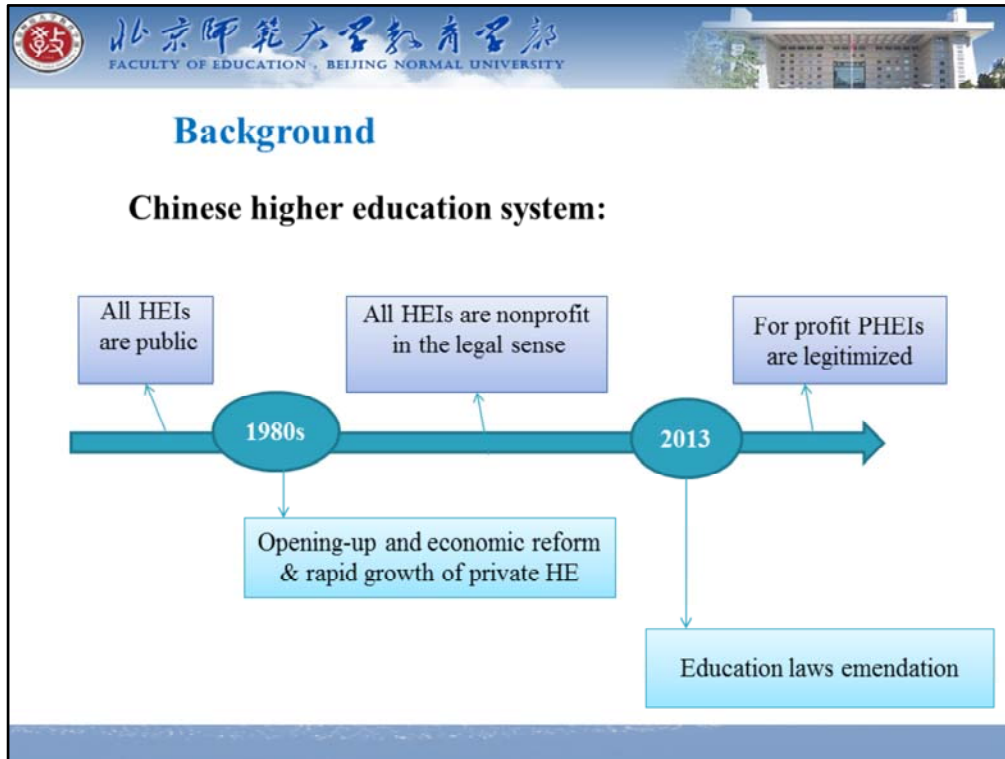 北京师范大学教育学部
FACULTY OF EDUCATION , BEIJING NORMAL UNIVERSITY
Background
Chinese higher education system:
All HEIs
are public
All HEIs are nonprofit
in the legal sense
For profit PHEIs
are legitimized
1980s
2013
Opening-up and economic reform
& rapid growth of private HE
Education laws emendation